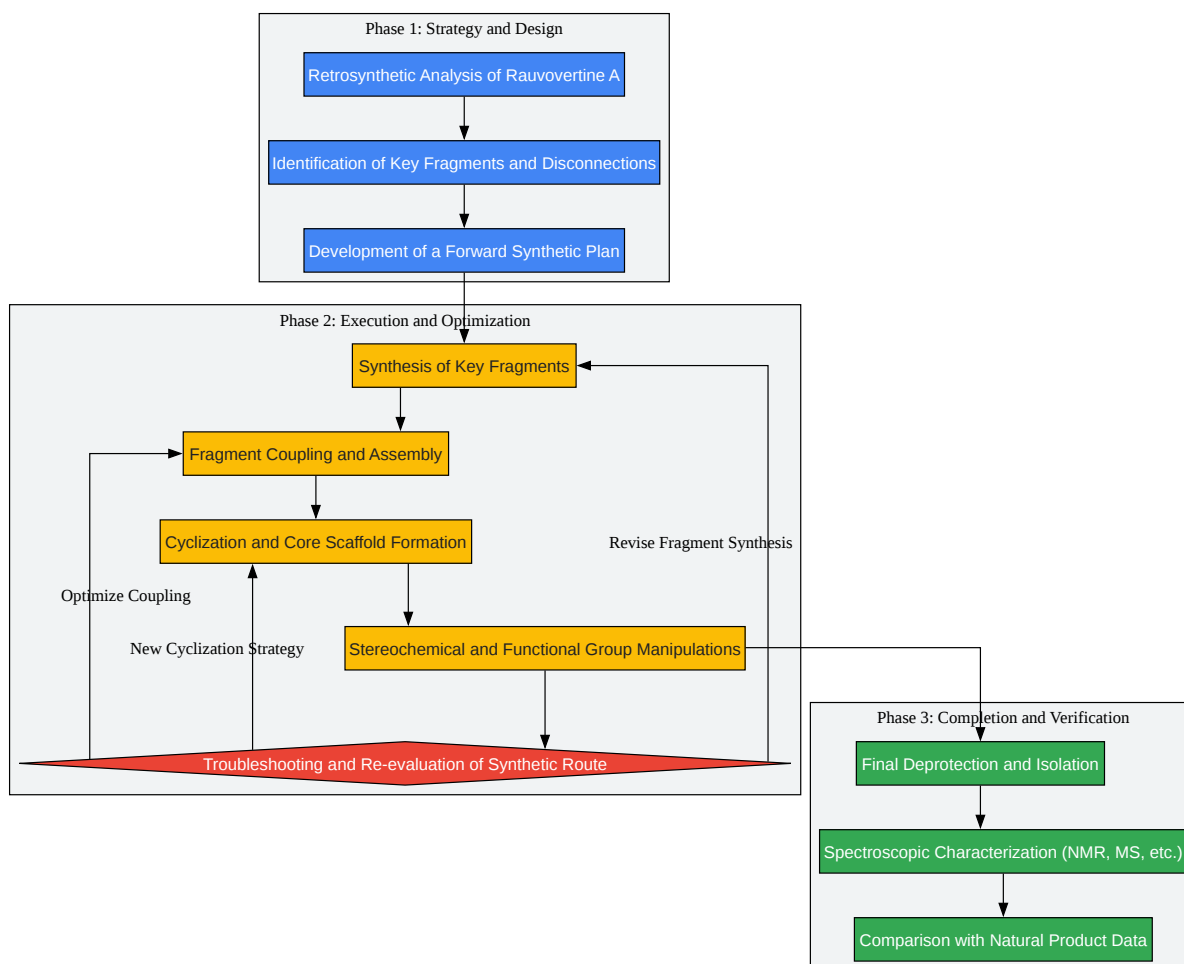 Phase 1: Strategy and Design
Retrosynthetic Analysis of Rauvovertine A
Identification of Key Fragments and Disconnections
Development of a Forward Synthetic Plan
Phase 2: Execution and Optimization
Synthesis of Key Fragments
Fragment Coupling and Assembly
Cyclization and Core Scaffold Formation
Revise Fragment Synthesis
Optimize Coupling
New Cyclization Strategy
Stereochemical and Functional Group Manipulations
Troubleshooting and Re-evaluation of Synthetic Route
Phase 3: Completion and Verification
Final Deprotection and Isolation
Spectroscopic Characterization (NMR, MS, etc.)
Comparison with Natural Product Data